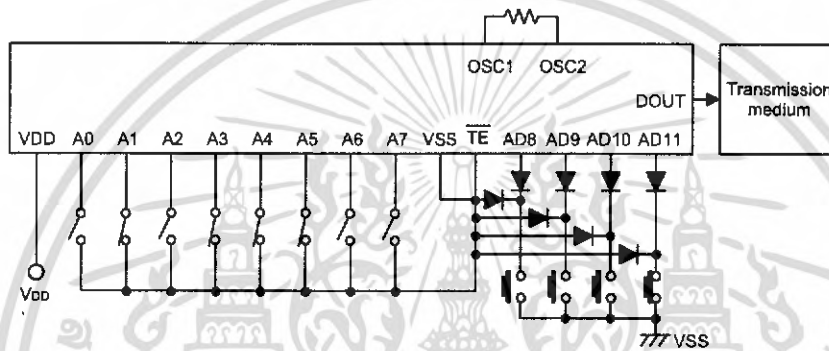 OSC1 OSC2
DOUT
Transmission
medium
VDD A0 A1 A2 A3 A4 A5 A6 A7 VSS TE AD8 AD9 AD10 AD11
VDD
VSS